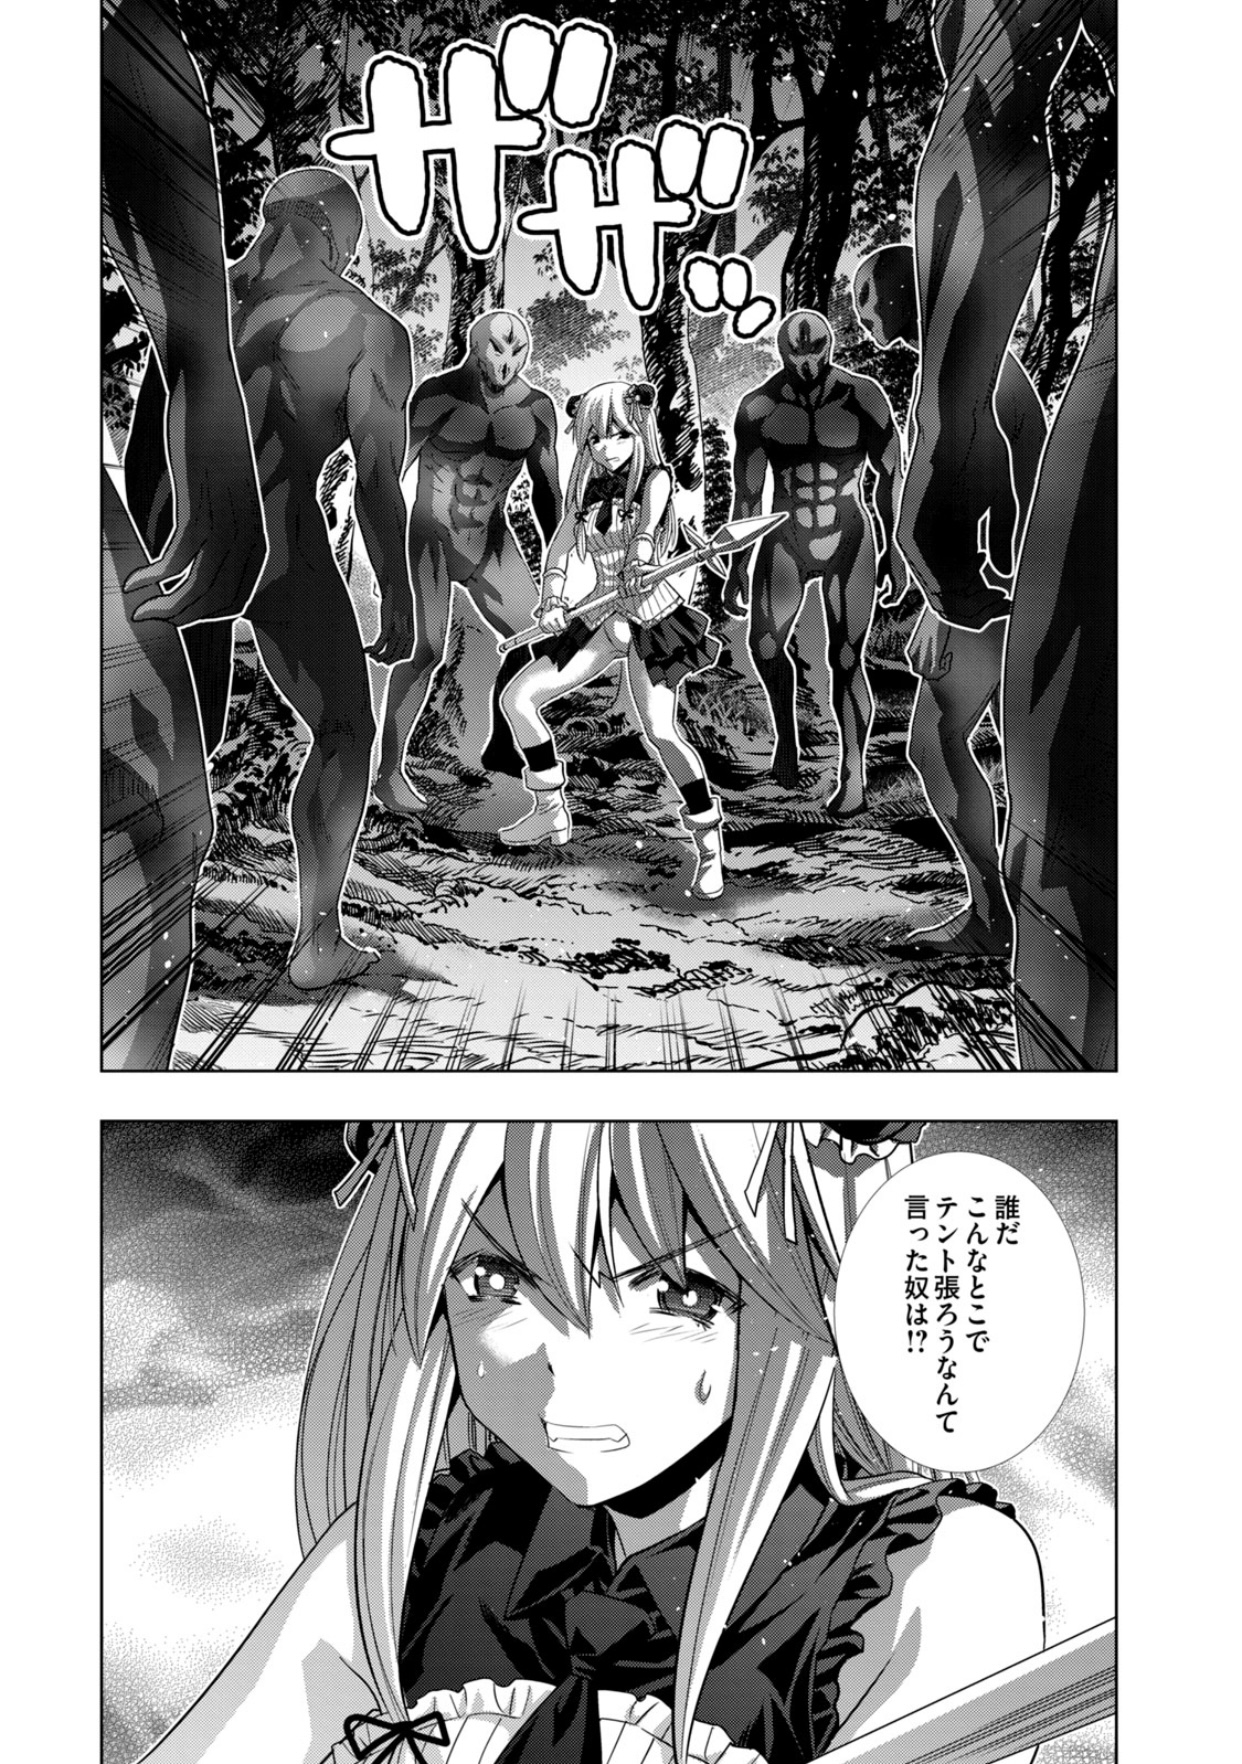 ザザッ
誰だ
こんなとこで
テント張ろうなんて
言った奴は!?